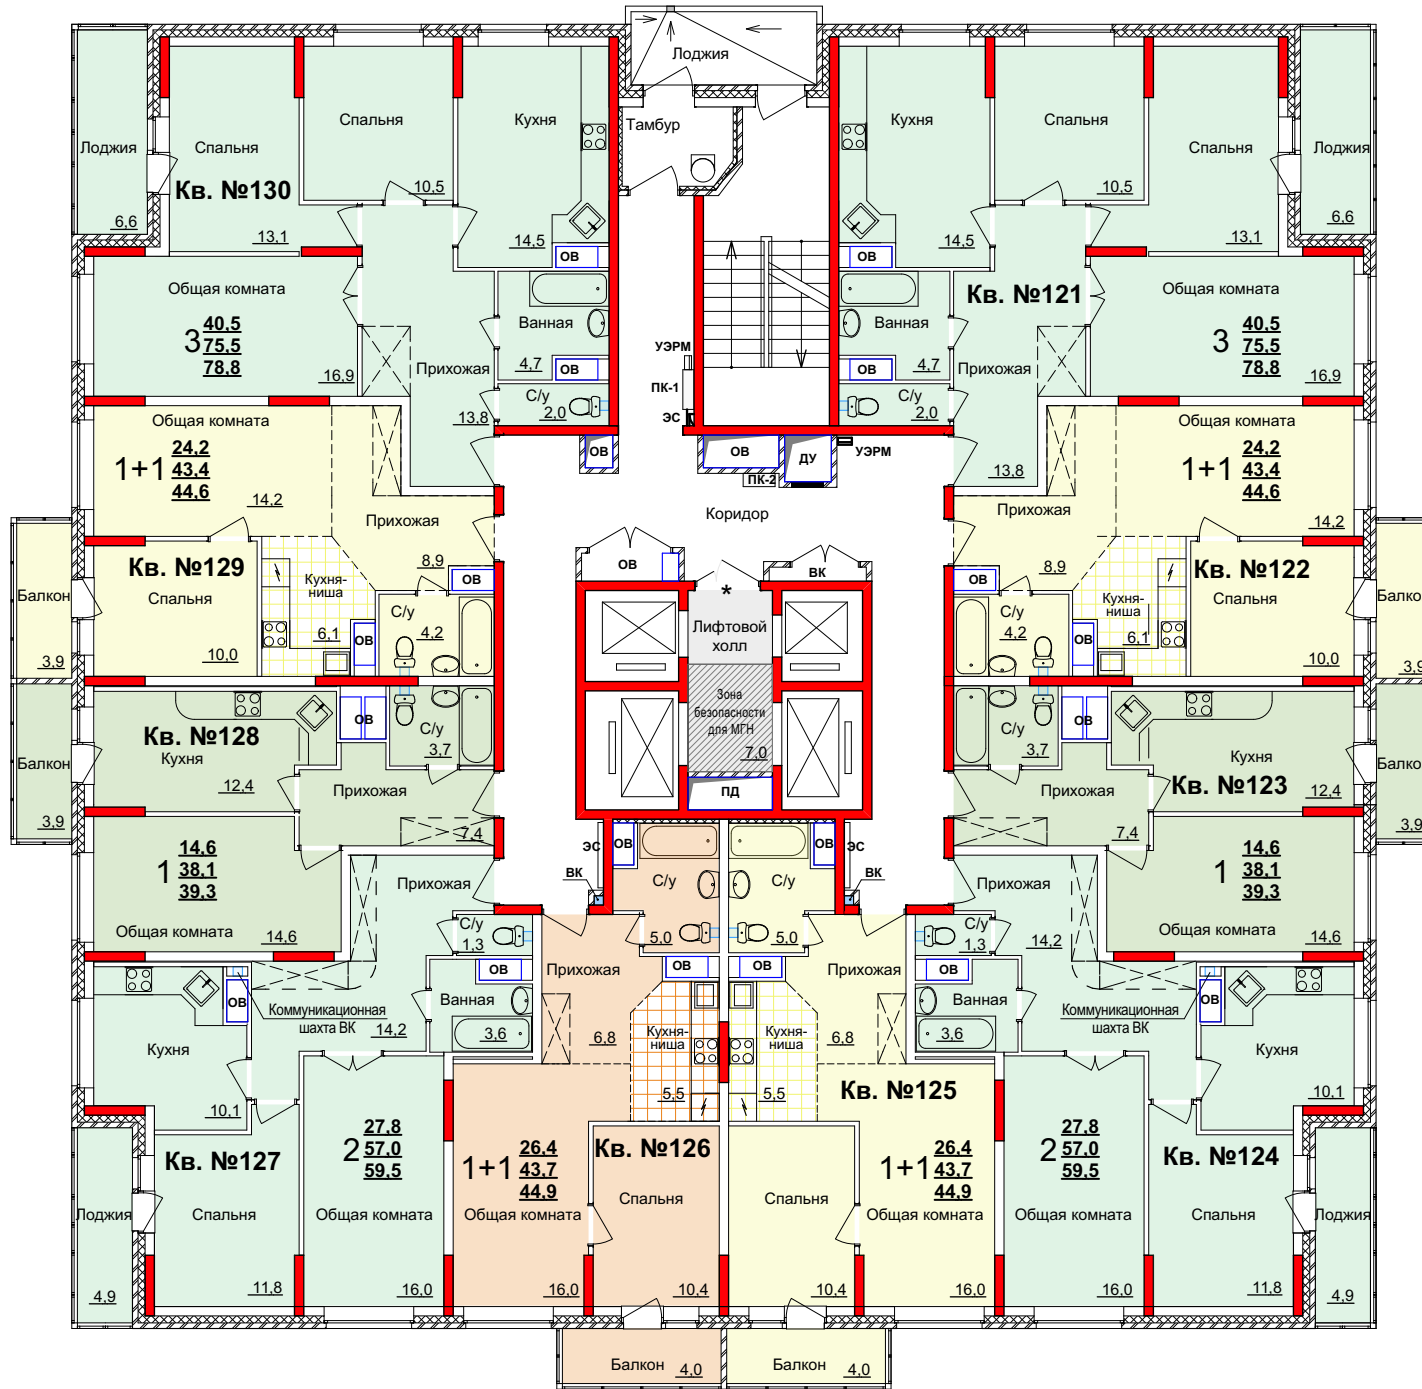 Лоджия
Тамбур
Лоджия
6,6
Спальня
Кв. №130
13,1
Спальня
10,5
Кухня
14,5
ОВ
Общая комната
3
40,5
75,5
78,8
16,9
Ванная
4,7
ОВ
Прихожая
13,8
С/у
2,0
УЭРМ
ПК-1
ЭС
Кухня
14,5
ОВ
Спальня
10,5
Спальня
13,1
Лоджия
6,6
Кв. №121
Общая комната
3
40,5
75,5
78,8
16,9
Ванная
4,7
ОВ
Прихожая
13,8
С/у
2,0
ОВ
ОВ
ДУ
УЭРМ
ПК-2
Коридор
ОВ
ВК
*
Лифтовой
холл
Зона
безопасности
для МГН
7,0
ПД
Общая комната
1+1
24,2
43,4
44,6
14,2
Прихожая
8,9
ОВ
Балкон
3,9
Кв. №129
Спальня
10,0
Кухня-
ниша
6,1
ОВ
С/у
4,2
Общая комната
1+1
24,2
43,4
44,6
14,2
Прихожая
8,9
ОВ
С/у
4,2
ОВ
Кухня-
ниша
6,1
Кв. №122
Спальня
10,0
Балкон
3,9
Балкон
3,9
Кв. №128
Кухня
12,4
ОВ
С/у
3,7
Прихожая
7,4
1
14,6
38,1
39,3
Общая комната
14,6
С/у
3,7
ОВ
Кухня
Кв. №123
12,4
Прихожая
7,4
1
14,6
38,1
39,3
Общая комната
14,6
Балкон
3,9
ЭС
ВК
ОВ
С/у
5,0
ОВ
ЭС
ВК
С/у
5,0
Прихожая
С/у
1,3
ОВ
Ванная
3,6
Коммуникационная
шахта ВК
14,2
ОВ
Кухня
10,1
Кв. №127
Спальня
11,8
2
27,8
57,0
59,5
Общая комната
16,0
Лоджия
4,9
Прихожая
6,8
ОВ
Кухня-
ниша
5,5
1+1
26,4
43,7
44,9
Общая комната
16,0
Кв. №126
Спальня
10,4
Балкон
4,0
ОВ
Прихожая
6,8
Кухня-
ниша
5,5
Кв. №125
1+1
26,4
43,7
44,9
Общая комната
16,0
Спальня
10,4
Балкон
4,0
Прихожая
С/у
1,3
14,2
ОВ
Ванная
3,6
Коммуникационная
шахта ВК
ОВ
Кухня
10,1
2
27,8
57,0
59,5
Общая комната
16,0
Кв. №124
Спальня
11,8
Лоджия
4,9